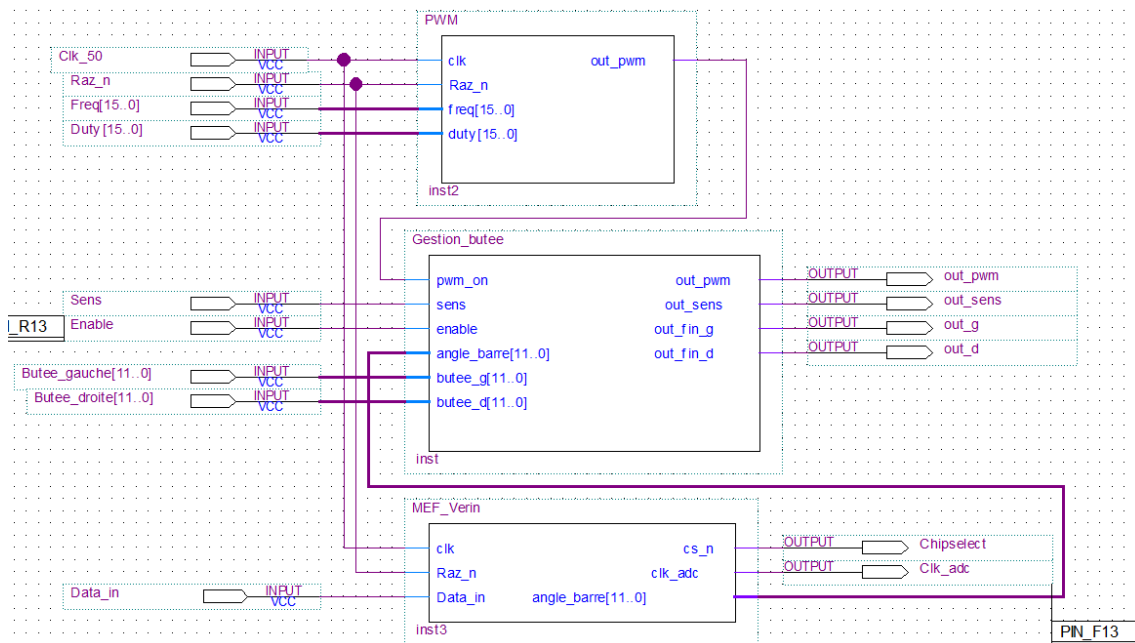 PWM
Clk_50 INPUT VCC clk out_pwm
Raz_n INPUT VCC Raz_n
Freq[15..0] INPUT VCC freq[15..0]
Duty[15..0] INPUT VCC duty[15..0]
inst2
Gestion_butee
pwm_on out_pwm OUTPUT out_pwm
Sens INPUT VCC sens out_sens OUTPUT out_sens
_R13 Enable INPUT VCC enable out_fin_g OUTPUT out_g
angle_barre[11..0] out_fin_d OUTPUT out_d
Butee_gauche[11..0] INPUT VCC butee_g[11..0]
Butee_droite[11..0] INPUT VCC butee_d[11..0]
inst
MEF_Verin
clk cs_n OUTPUT Chipselect
Raz_n clk_adc OUTPUT Clk_adc
Data_in INPUT VCC Data_in angle_barre[11..0]
inst3
PIN_F13